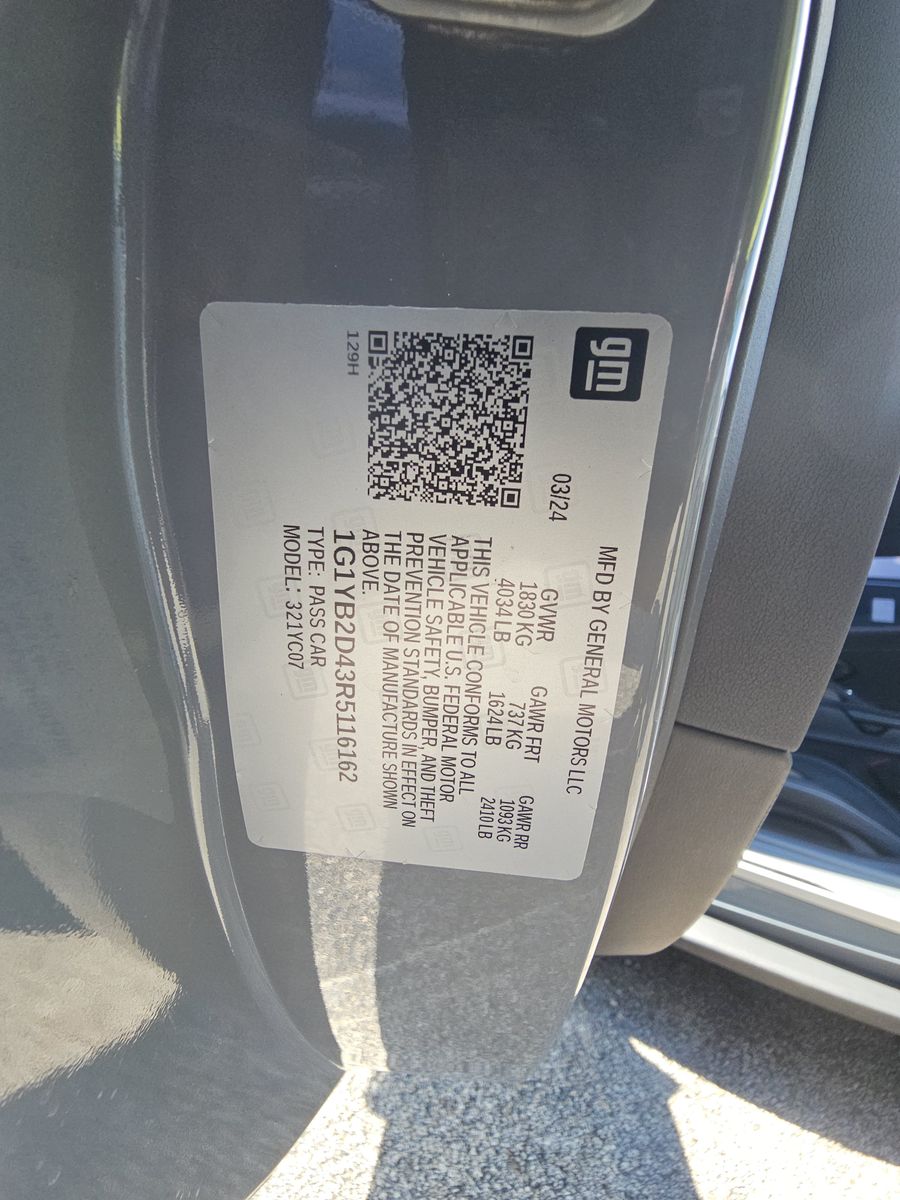 gm
MFD BY GENERAL MOTORS LLC
03/24
GVWR GAWR FRT GAWR RR
1830 KG 737 KG 1093 KG
4034 LB 1624 LB 2410 LB
THIS VEHICLE CONFORMS TO ALL
APPLICABLE U.S. FEDERAL MOTOR
VEHICLE SAFETY, BUMPER, AND THEFT
PREVENTION STANDARDS IN EFFECT ON
THE DATE OF MANUFACTURE SHOWN
ABOVE.
1G1YB2D43R5116162
TYPE: PASS CAR
MODEL: 321YC07
129H